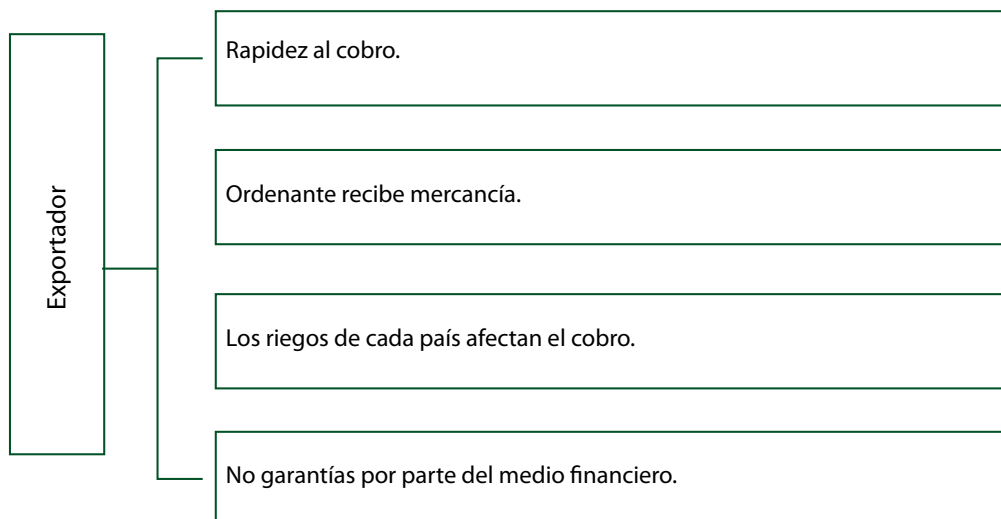 Exportador
Rapidez al cobro.
Ordenante recibe mercancía.
Los riegos de cada país afectan el cobro.
No garantías por parte del medio financiero.